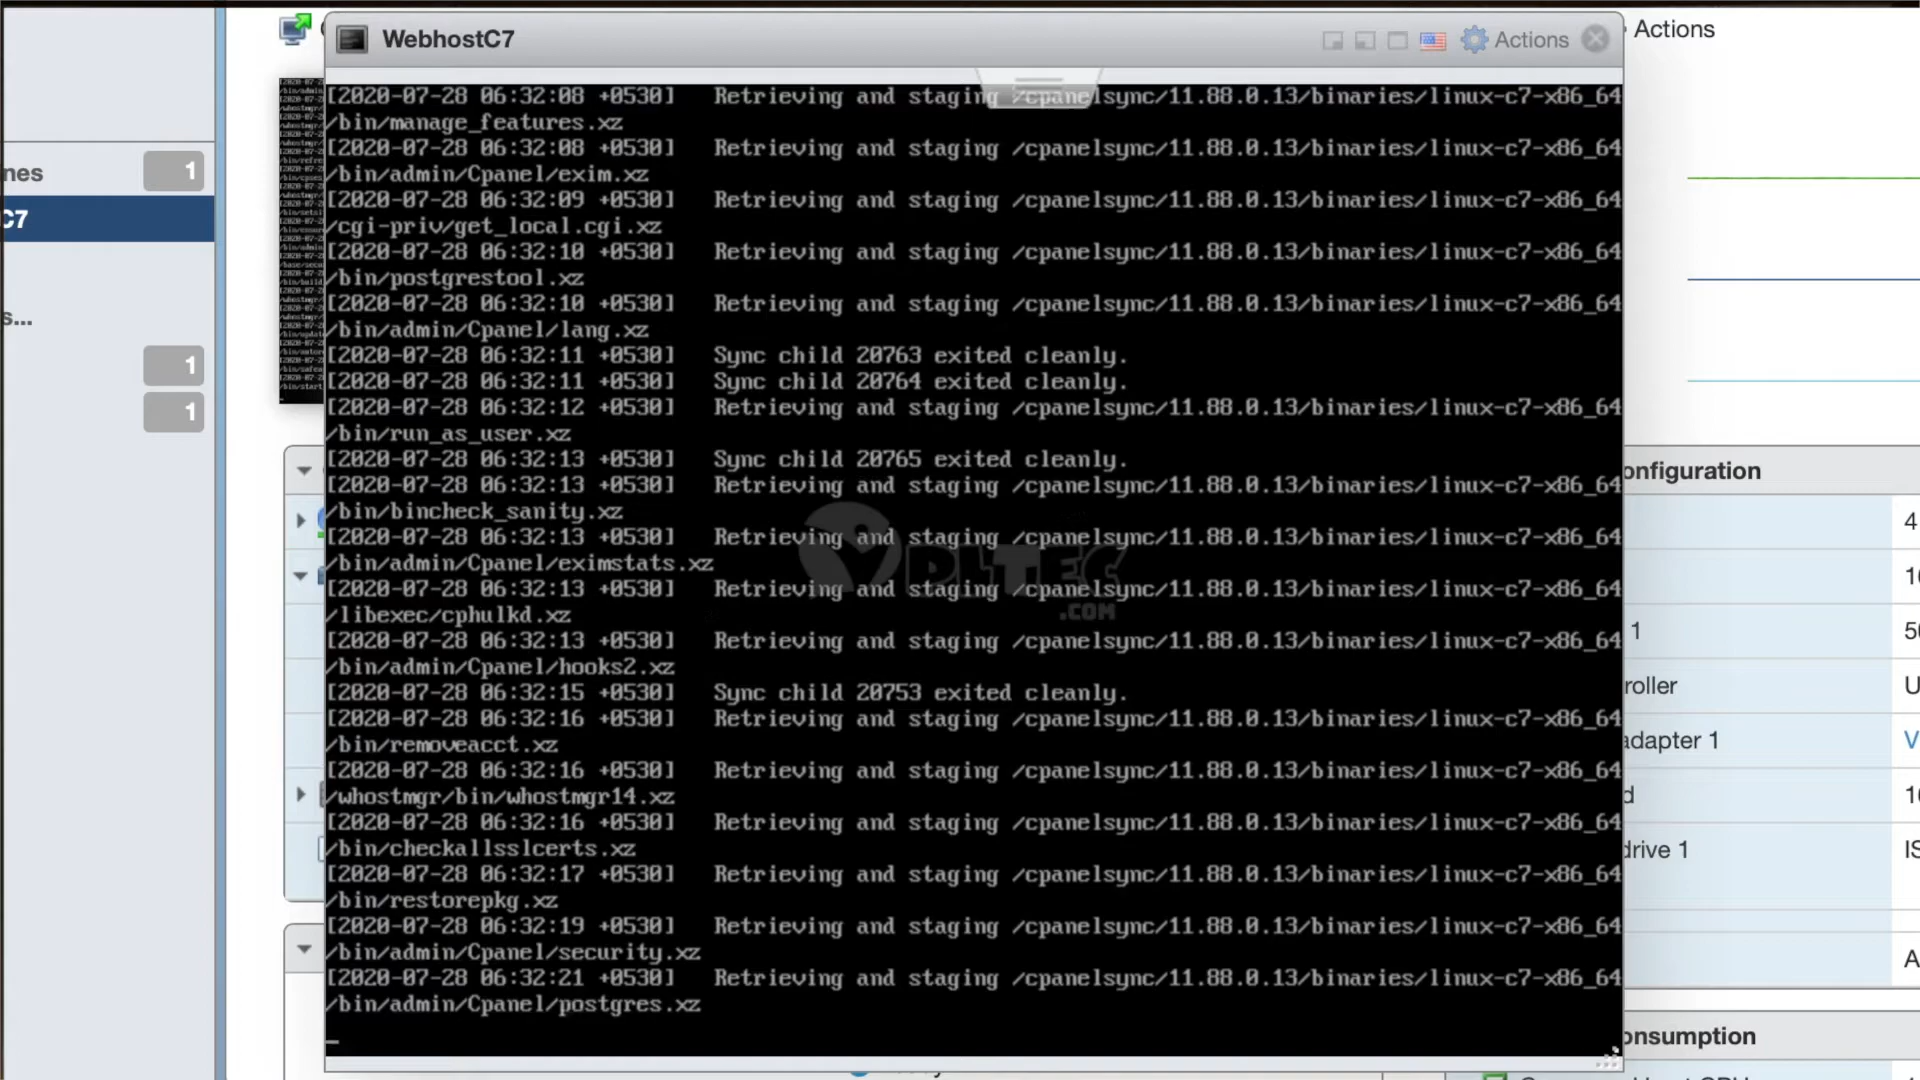 WebhostC7
Actions
Actions
[2020-07-28 06:32:08 +0530]   Retrieving and staging /cpanelsync/11.88.0.13/binaries/linux-c7-x86_64
/bin/manage_features.xz
[2020-07-28 06:32:08 +0530]   Retrieving and staging /cpanelsync/11.88.0.13/binaries/linux-c7-x86_64
/bin/admin/Cpanel/exim.xz
[2020-07-28 06:32:09 +0530]   Retrieving and staging /cpanelsync/11.88.0.13/binaries/linux-c7-x86_64
/cgi-priv/get_local.cgi.xz
[2020-07-28 06:32:10 +0530]   Retrieving and staging /cpanelsync/11.88.0.13/binaries/linux-c7-x86_64
/bin/postgrestool.xz
[2020-07-28 06:32:10 +0530]   Retrieving and staging /cpanelsync/11.88.0.13/binaries/linux-c7-x86_64
/bin/admin/Cpanel/lang.xz
[2020-07-28 06:32:11 +0530]   Sync child 20763 exited cleanly.
[2020-07-28 06:32:11 +0530]   Sync child 20764 exited cleanly.
[2020-07-28 06:32:12 +0530]   Retrieving and staging /cpanelsync/11.88.0.13/binaries/linux-c7-x86_64
/bin/run_as_user.xz
[2020-07-28 06:32:13 +0530]   Sync child 20765 exited cleanly.
[2020-07-28 06:32:13 +0530]   Retrieving and staging /cpanelsync/11.88.0.13/binaries/linux-c7-x86_64
/bin/bincheck_sanity.xz
[2020-07-28 06:32:13 +0530]   Retrieving and staging /cpanelsync/11.88.0.13/binaries/linux-c7-x86_64
/bin/admin/Cpanel/eximstats.xz
[2020-07-28 06:32:13 +0530]   Retrieving and staging /cpanelsync/11.88.0.13/binaries/linux-c7-x86_64
/libexec/cphulkd.xz
[2020-07-28 06:32:13 +0530]   Retrieving and staging /cpanelsync/11.88.0.13/binaries/linux-c7-x86_64
/bin/admin/Cpanel/hooks2.xz
[2020-07-28 06:32:15 +0530]   Sync child 20753 exited cleanly.
[2020-07-28 06:32:16 +0530]   Retrieving and staging /cpanelsync/11.88.0.13/binaries/linux-c7-x86_64
/bin/removeacct.xz
[2020-07-28 06:32:16 +0530]   Retrieving and staging /cpanelsync/11.88.0.13/binaries/linux-c7-x86_64
/whostmgr/bin/whostmgr14.xz
[2020-07-28 06:32:16 +0530]   Retrieving and staging /cpanelsync/11.88.0.13/binaries/linux-c7-x86_64
/bin/checkallsslcerts.xz
[2020-07-28 06:32:17 +0530]   Retrieving and staging /cpanelsync/11.88.0.13/binaries/linux-c7-x86_64
/bin/restorepkg.xz
[2020-07-28 06:32:19 +0530]   Retrieving and staging /cpanelsync/11.88.0.13/binaries/linux-c7-x86_64
/bin/admin/Cpanel/security.xz
[2020-07-28 06:32:21 +0530]   Retrieving and staging /cpanelsync/11.88.0.13/binaries/linux-c7-x86_64
/bin/admin/Cpanel/postgres.xz
nes 1
C7
s...
1
1
onfiguration
4
1
roller
adapter 1
drive 1
onsumption
.COM